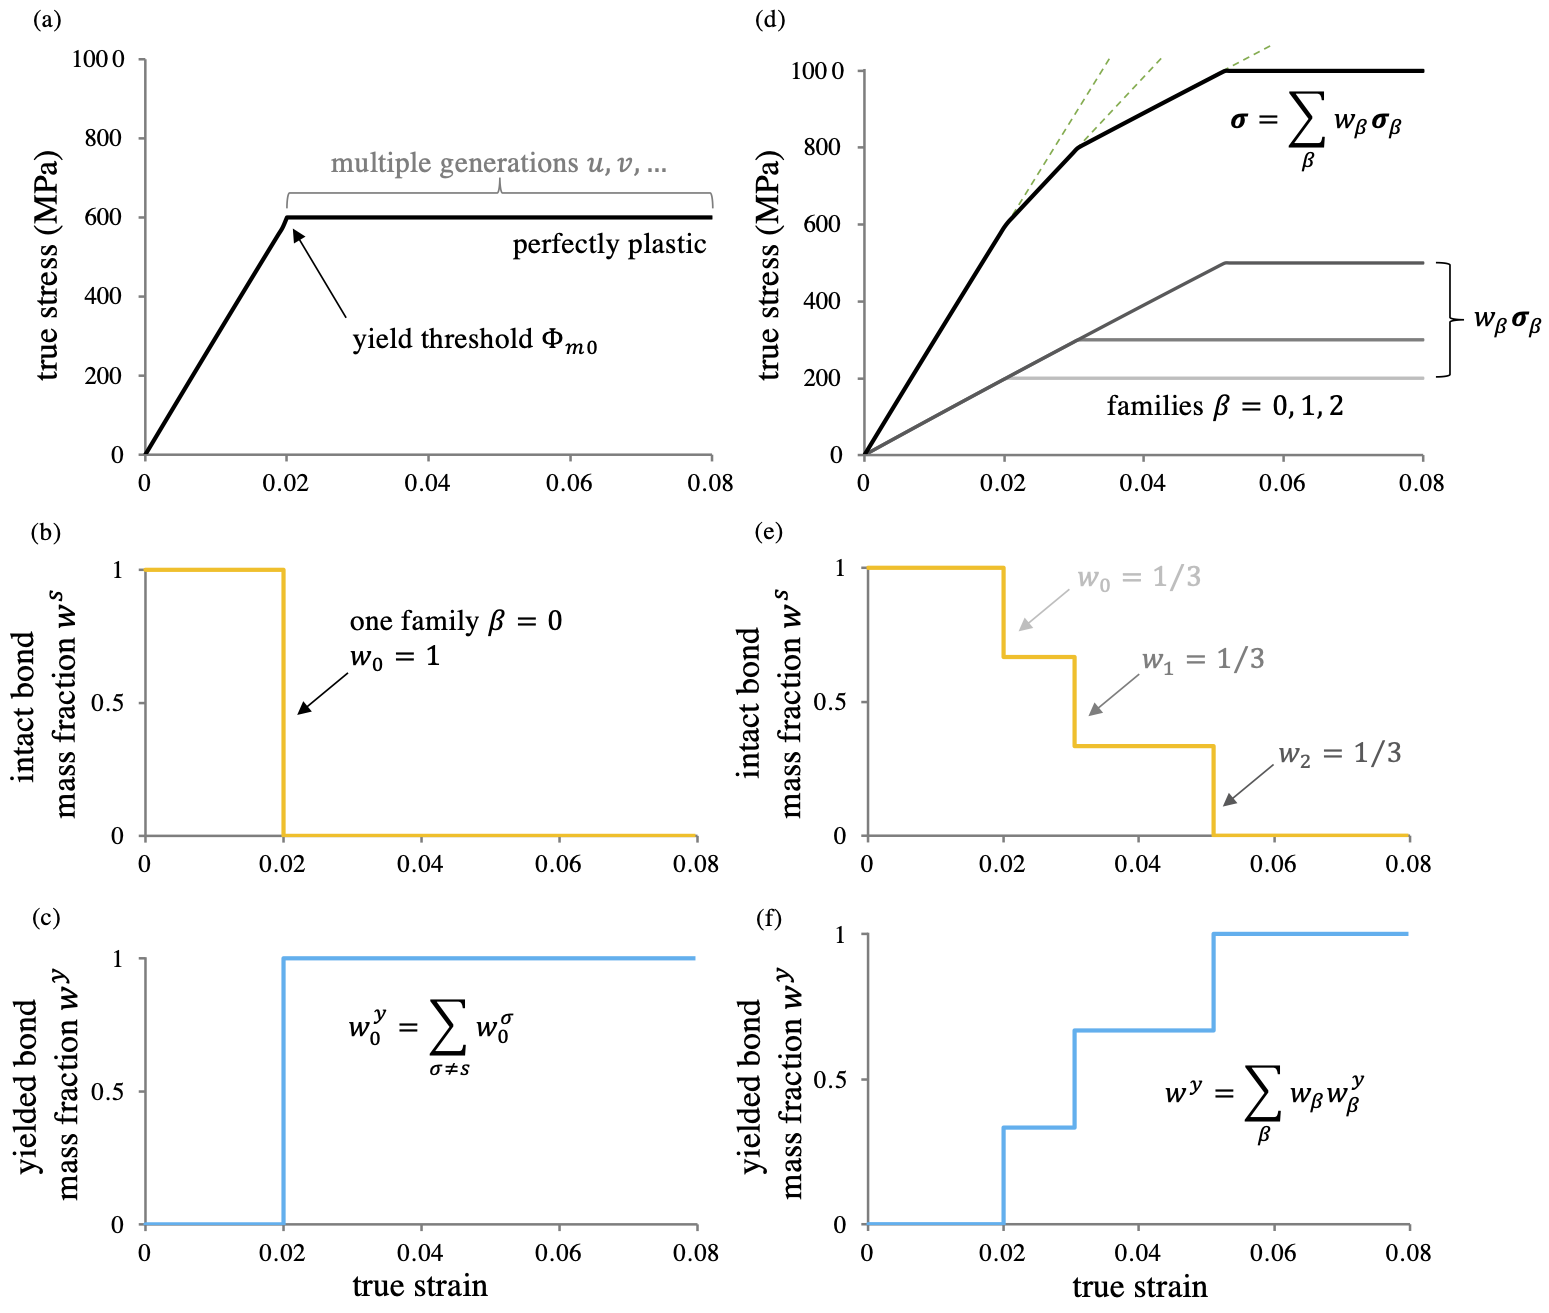 (a)
1000
800
600
400
200
0
0 0.02 0.04 0.06 0.08
true stress (MPa)
multiple generations u, v, ...
perfectly plastic
yield threshold Φ_{m0}
(b)
1
0.5
0
0 0.02 0.04 0.06 0.08
intact bond
mass fraction w^s
one family β = 0
w_0 = 1
(c)
1
0.5
0
0 0.02 0.04 0.06 0.08
yielded bond
mass fraction w^y
w_0^y = ∑_{σ≠s} w_0^σ
true strain
(d)
1000
800
600
400
200
0
0 0.02 0.04 0.06 0.08
true stress (MPa)
σ = ∑_β w_β σ_β
w_β σ_β
families β = 0, 1, 2
(e)
1
0.5
0
0 0.02 0.04 0.06 0.08
intact bond
mass fraction w^s
w_0 = 1/3
w_1 = 1/3
w_2 = 1/3
(f)
1
0.5
0
0 0.02 0.04 0.06 0.08
yielded bond
mass fraction w^y
w^y = ∑_β w_β w_β^y
true strain